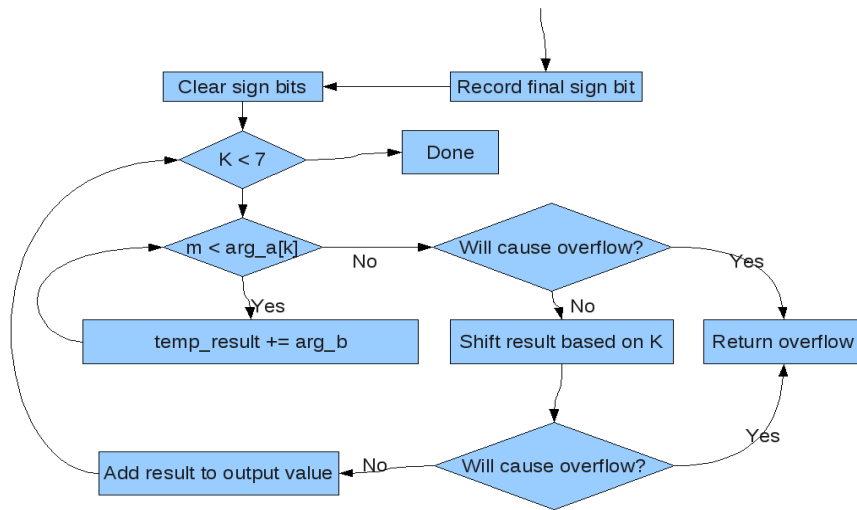 Clear sign bits
Record final sign bit
K < 7
Done
m < arg_a[k]
No
Will cause overflow?
Yes
Yes
No
temp_result += arg_b
Shift result based on K
Return overflow
Yes
Add result to output value
No
Will cause overflow?